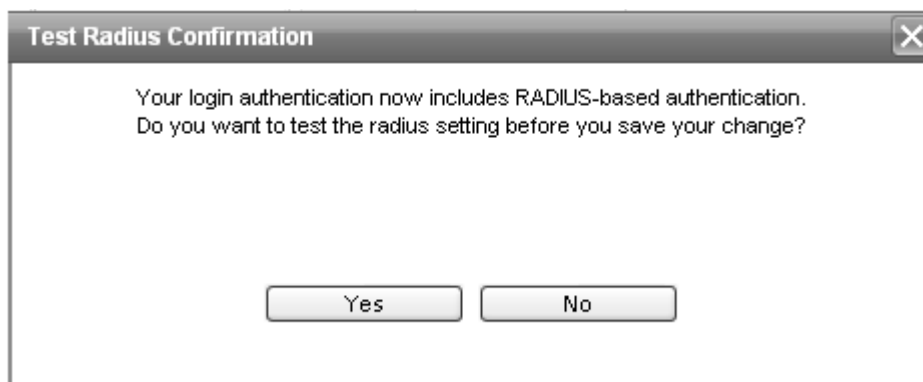 Test Radius Confirmation
Your login authentication now includes RADIUS-based authentication.
Do you want to test the radius setting before you save your change?
Yes
No